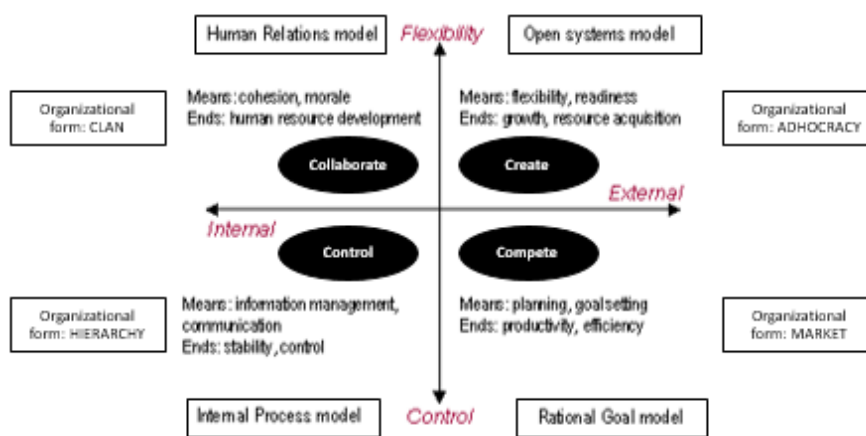 Human Relations model
Flexibility
Open systems model
Organizational
form: CLAN
Means: cohesion, morale
Ends: human resource development
Means: flexibility, readiness
Ends: growth, resource acquisition
Organizational
form: ADHOCRACY
Collaborate
Create
External
Internal
Control
Compete
Organizational
form: HIERARCHY
Means: information management,
communication
Ends: stability, control
Means: planning, goal setting
Ends: productivity, efficiency
Organizational
form: MARKET
Internal Process model
Control
Rational Goal model